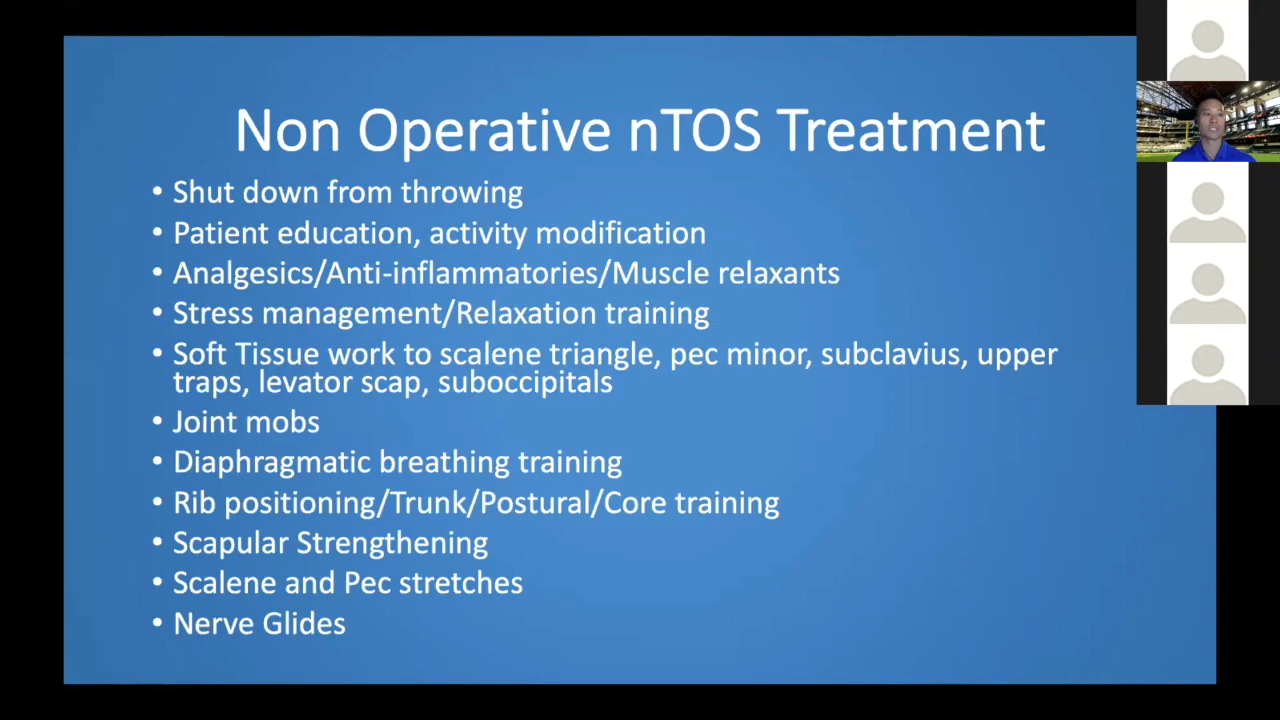 Non Operative nTOS Treatment
• Shut down from throwing
• Patient education, activity modification
• Analgesics/Anti-inflammatories/Muscle relaxants
• Stress management/Relaxation training
• Soft Tissue work to scalene triangle, pec minor, subclavius, upper
traps, levator scap, suboccipitals
• Joint mobs
• Diaphragmatic breathing training
• Rib positioning/Trunk/Postural/Core training
• Scapular Strengthening
• Scalene and Pec stretches
• Nerve Glides